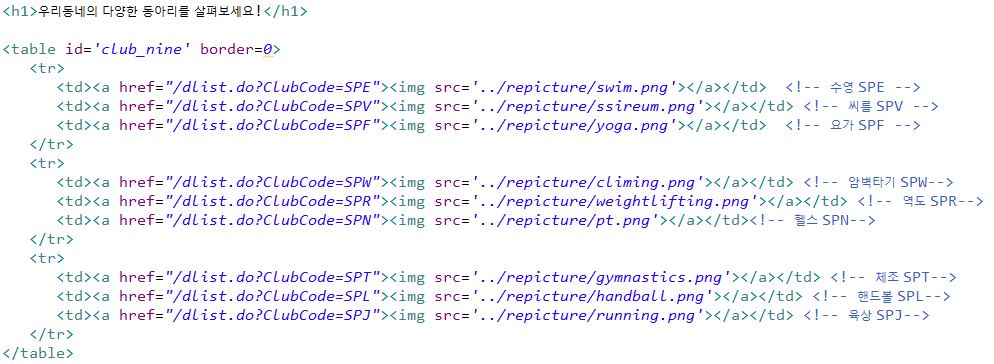 <h1>우리동네의 다양한 동아리를 살펴보세요!</h1>
<table id='club_nine' border=0>
<tr>
<td><a href="/dlist.do?ClubCode=SPE"><img src='../repicture/swim.png'></a></td> <!-- 수영 SPE -->
<td><a href="/dlist.do?ClubCode=SPV"><img src='../repicture/ssireum.png'></a></td> <!-- 씨름 SPV -->
<td><a href="/dlist.do?ClubCode=SPF"><img src='../repicture/yoga.png'></a></td> <!-- 요가 SPF -->
</tr>
<tr>
<td><a href="/dlist.do?ClubCode=SPW"><img src='../repicture/climing.png'></a></td> <!-- 암벽타기 SPW-->
<td><a href="/dlist.do?ClubCode=SPR"><img src='../repicture/weightlifting.png'></a></td> <!-- 역도 SPR-->
<td><a href="/dlist.do?ClubCode=SPN"><img src='../repicture/pt.png'></a></td><!-- 헬스 SPN-->
</tr>
<tr>
<td><a href="/dlist.do?ClubCode=SPT"><img src='../repicture/gymnastics.png'></a></td> <!-- 체조 SPT-->
<td><a href="/dlist.do?ClubCode=SPL"><img src='../repicture/handball.png'></a></td> <!-- 핸드볼 SPL-->
<td><a href="/dlist.do?ClubCode=SPJ"><img src='../repicture/running.png'></a></td> <!-- 육상 SPJ-->
</tr>
</table>